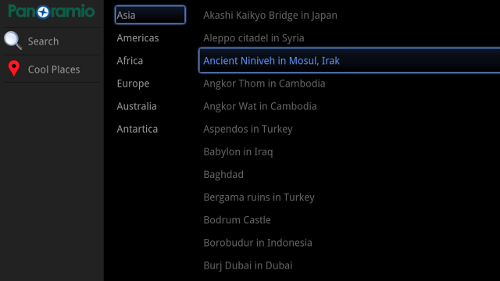 Panoramio
Search
Cool Places
Asia
Americas
Africa
Europe
Australia
Antartica
Akashi Kaikyo Bridge in Japan
Aleppo citadel in Syria
Ancient Niniveh in Mosul, Irak
Angkor Thom in Cambodia
Angkor Wat in Cambodia
Aspendos in Turkey
Babylon in Iraq
Baghdad
Bergama ruins in Turkey
Bodrum Castle
Borobudur in Indonesia
Burj Dubai in Dubai